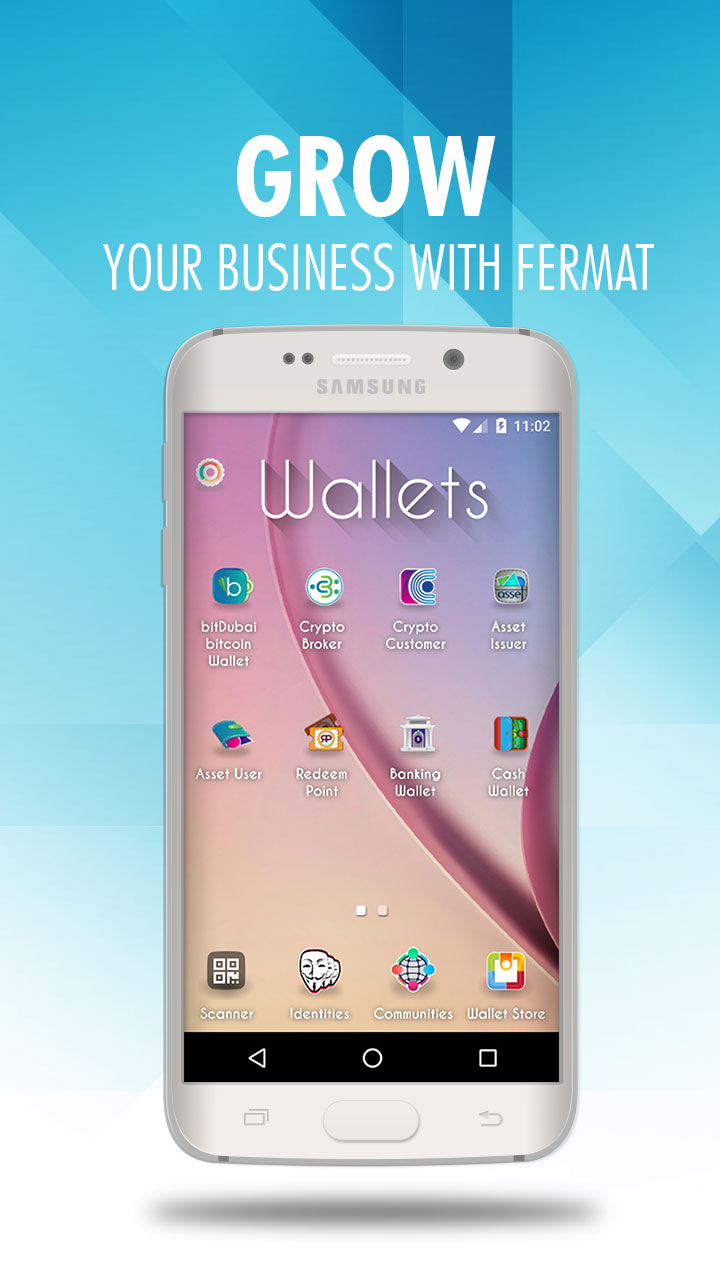 GROW
YOUR BUSINESS WITH FERMAT
SAMSUNG
11:02
Wallets
b
asset
bitDubai Crypto Crypto Asset
bitcoin Broker Customer Issuer
Wallet
RP
Asset User Redeem Banking Cash
Point Wallet Wallet
Scanner Identities Communities Wallet Store